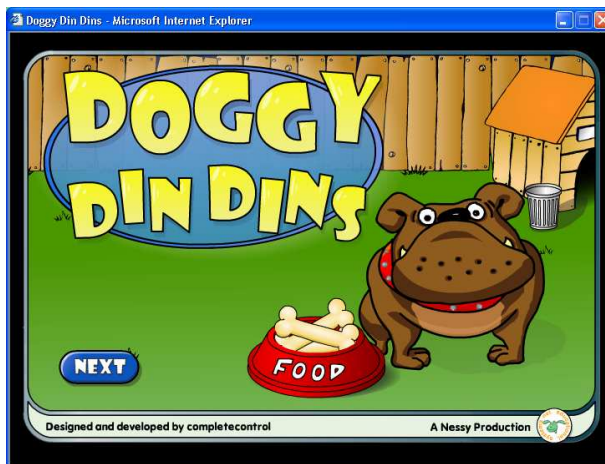 Doggy Din Dins - Microsoft Internet Explorer
DOGGY
DIN DINS
FOOD
NEXT
Designed and developed by completecontrol
A Nessy Production